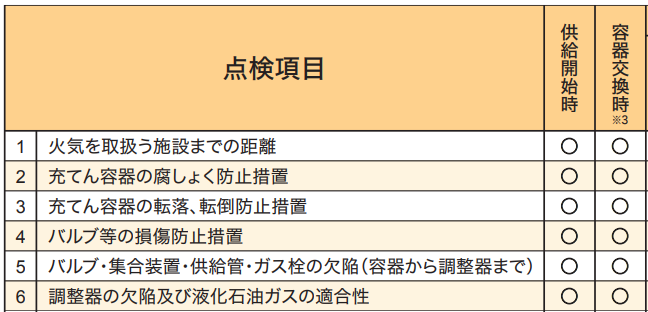 点検項目 供給開始時 容器交換時※3
1 火気を取扱う施設までの距離 ○ ○
2 充てん容器の腐しょく防止措置 ○ ○
3 充てん容器の転落、転倒防止措置 ○ ○
4 バルブ等の損傷防止措置 ○ ○
5 バルブ・集合装置・供給管・ガス栓の欠陥(容器から調整器まで) ○ ○
6 調整器の欠陥及び液化石油ガスの適合性 ○ ○